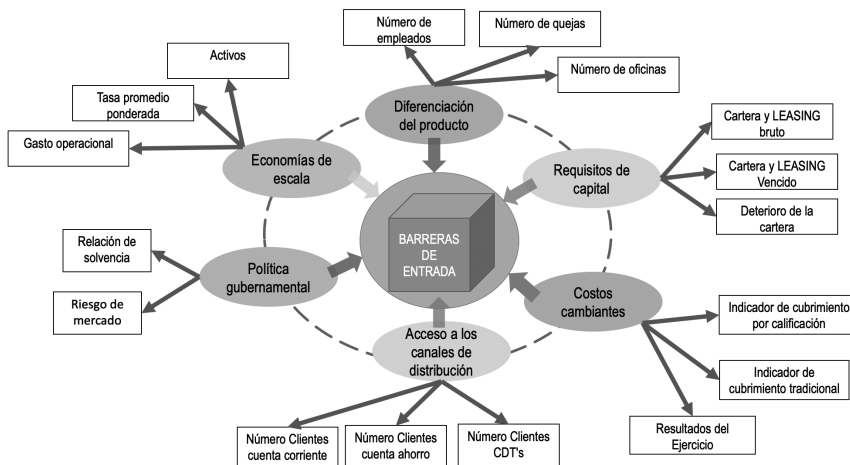 Número de
empleados
Número de quejas
Número de oficinas
Activos
Tasa promedio
ponderada
Gasto operacional
Diferenciación
del producto
Economías de
escala
Requisitos de
capital
Cartera y LEASING
bruto
Cartera y LEASING
Vencido
Deterioro de la
cartera
BARRERAS
DE
ENTRADA
Relación de
solvencia
Riesgo de
mercado
Política
gubernamental
Costos
cambiantes
Indicador de cubrimiento
por calificación
Indicador de
cubrimiento tradicional
Resultados del
Ejercicio
Acceso a los
canales de
distribución
Número Clientes
cuenta corriente
Número Clientes
cuenta ahorro
Número Clientes
CDT's